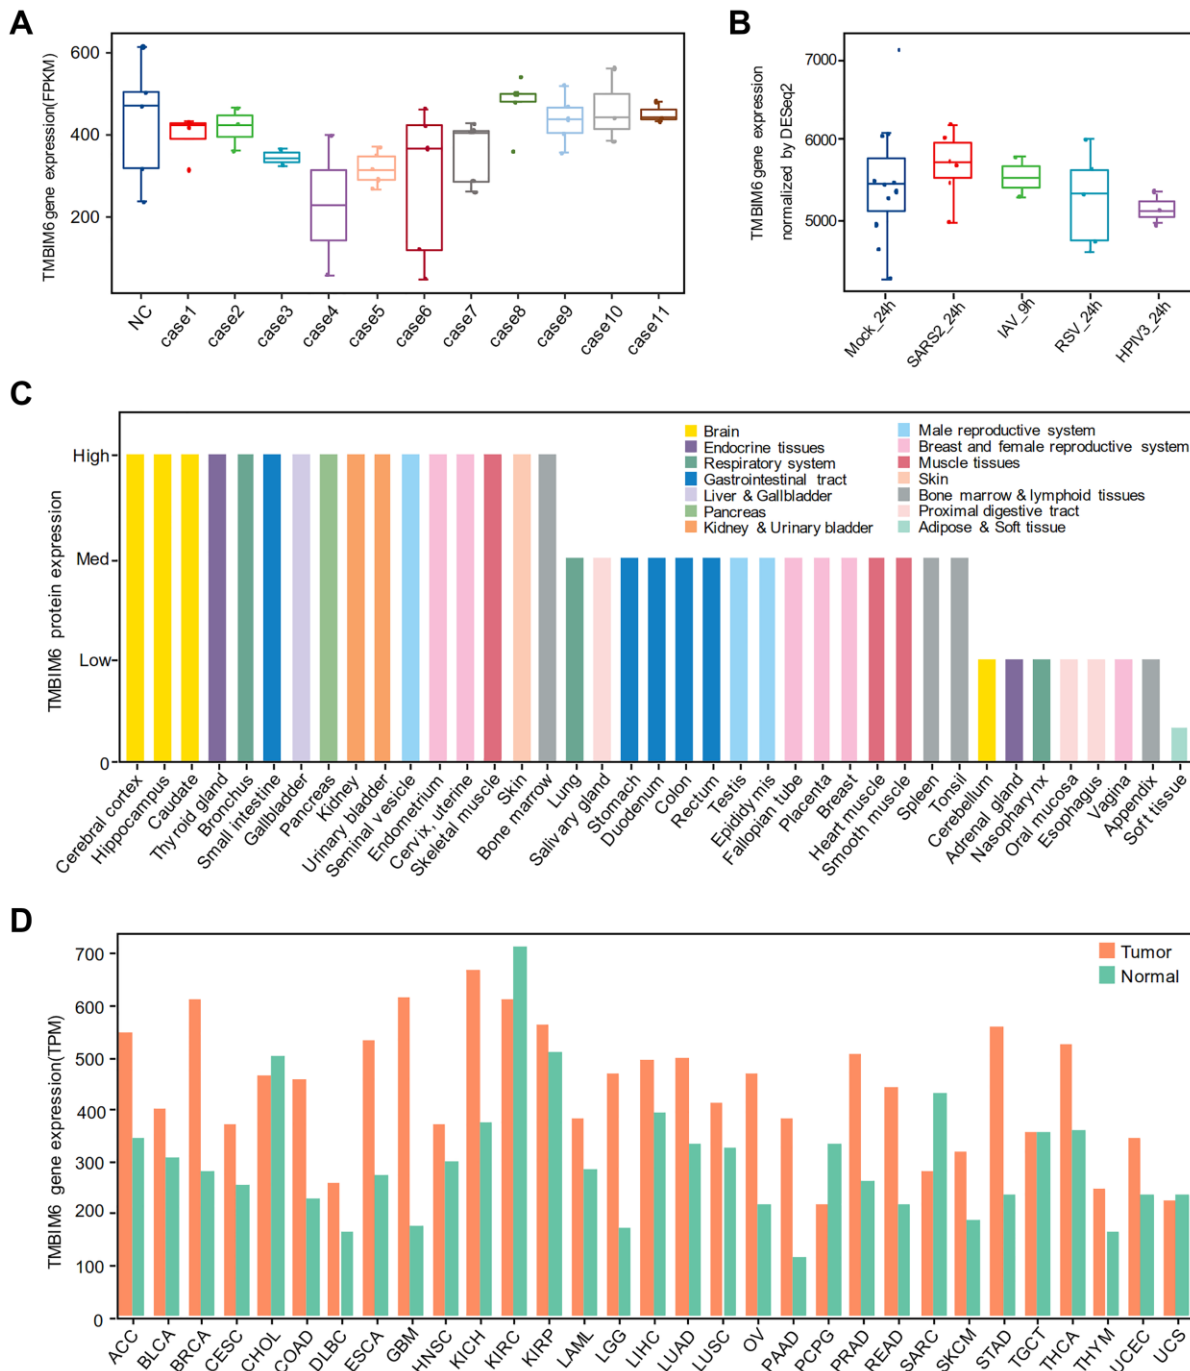 A
TMBIM6 gene expression(FPKM)
600
400
200
NC
case1
case2
case3
case4
case5
case6
case7
case8
case9
case10
case11
B
TMBIM6 gene expression
normalized by DESeq2
7000
6000
5000
Mock_24h
SARS2_24h
IAV_9h
RSV_24h
HPIV3_24h
C
TMBIM6 protein expression
High
Med
Low
0
Brain
Endocrine tissues
Respiratory system
Gastrointestinal tract
Liver & Gallbladder
Pancreas
Kidney & Urinary bladder
Male reproductive system
Breast and female reproductive system
Muscle tissues
Skin
Bone marrow & lymphoid tissues
Proximal digestive tract
Adipose & Soft tissue
Cerebral cortex
Hippocampus
Caudate
Thyroid gland
Bronchus
Small intestine
Gallbladder
Pancreas
Kidney
Urinary bladder
Seminal vesicle
Endometrium
Cervix, uterine
Skeletal muscle
Skin
Bone marrow
Lung
Salivary gland
Stomach
Duodenum
Colon
Rectum
Testis
Epididymis
Fallopian tube
Placenta
Breast
Heart muscle
Smooth muscle
Spleen
Tonsil
Cerebellum
Adrenal gland
Nasopharynx
Oral mucosa
Esophagus
Vagina
Appendix
Soft tissue
D
TMBIM6 gene expression(TPM)
700
600
500
400
300
200
100
0
Tumor
Normal
ACC
BLCA
BRCA
CESC
CHOL
COAD
DLBC
ESCA
GBM
HNSC
KICH
KIRC
KIRP
LAML
LGG
LIHC
LUAD
LUSC
OV
PAAD
PCPG
PRAD
READ
SARC
SKCM
STAD
TGCT
THCA
THYM
UCEC
UCS